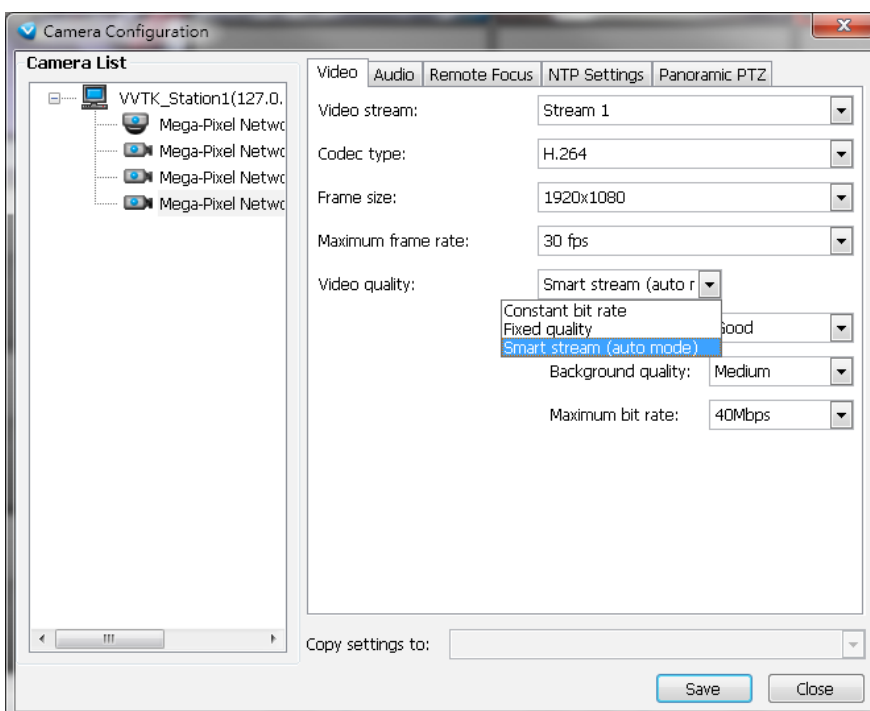 Camera Configuration
Camera List
VVTK_Station1(127.0.
Mega-Pixel Netwo
Mega-Pixel Netwo
Mega-Pixel Netwo
Mega-Pixel Netwo
Video Audio Remote Focus NTP Settings Panoramic PTZ
Video stream: Stream 1
Codec type: H.264
Frame size: 1920x1080
Maximum frame rate: 30 fps
Video quality: Smart stream (auto r
Constant bit rate
Fixed quality
Smart stream (auto mode)
Good
Background quality: Medium
Maximum bit rate: 40Mbps
Copy settings to:
Save Close